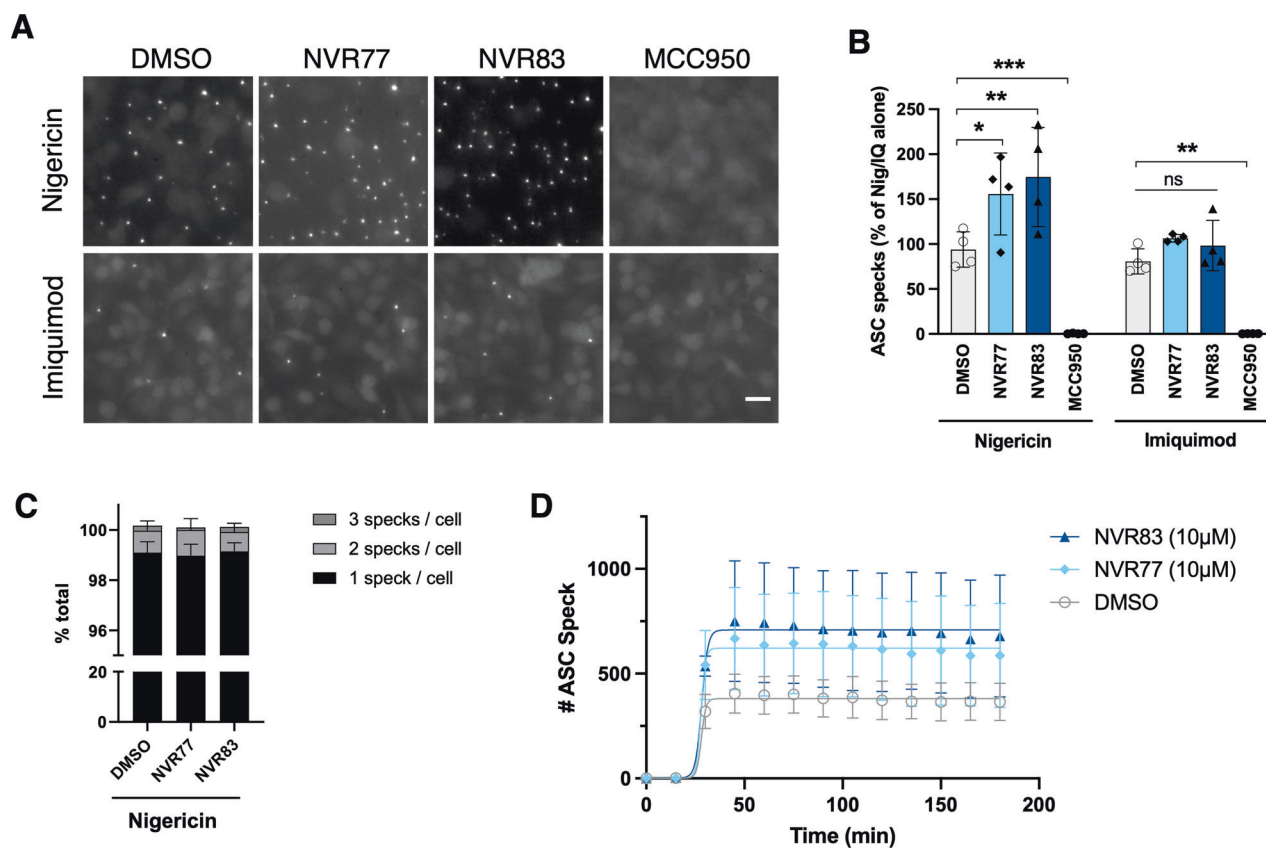 A
DMSO NVR77 NVR83 MCC950
Nigericin
Imiquimod
B
ASC specks (% of Nig/IQ alone)
250
200
150
100
50
0
***
**
*
**
ns
DMSO NVR77 NVR83 MCC950 DMSO NVR77 NVR83 MCC950
Nigericin Imiquimod
C
% total
100
98
96
20
0
DMSO NVR77 NVR83
Nigericin
3 specks / cell
2 specks / cell
1 speck / cell
D
# ASC Speck
1000
500
0
0 50 100 150 200
Time (min)
NVR83 (10μM)
NVR77 (10μM)
DMSO